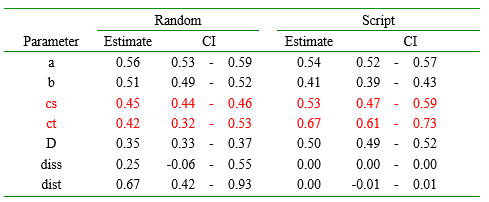 Random Script
Parameter Estimate CI Estimate CI
a 0.56 0.53 - 0.59 0.54 0.52 - 0.57
b 0.51 0.49 - 0.52 0.41 0.39 - 0.43
cs 0.45 0.44 - 0.46 0.53 0.47 - 0.59
ct 0.42 0.32 - 0.53 0.67 0.61 - 0.73
D 0.35 0.33 - 0.37 0.50 0.49 - 0.52
diss 0.25 -0.06 - 0.55 0.00 0.00 - 0.00
dist 0.67 0.42 - 0.93 0.00 -0.01 - 0.01